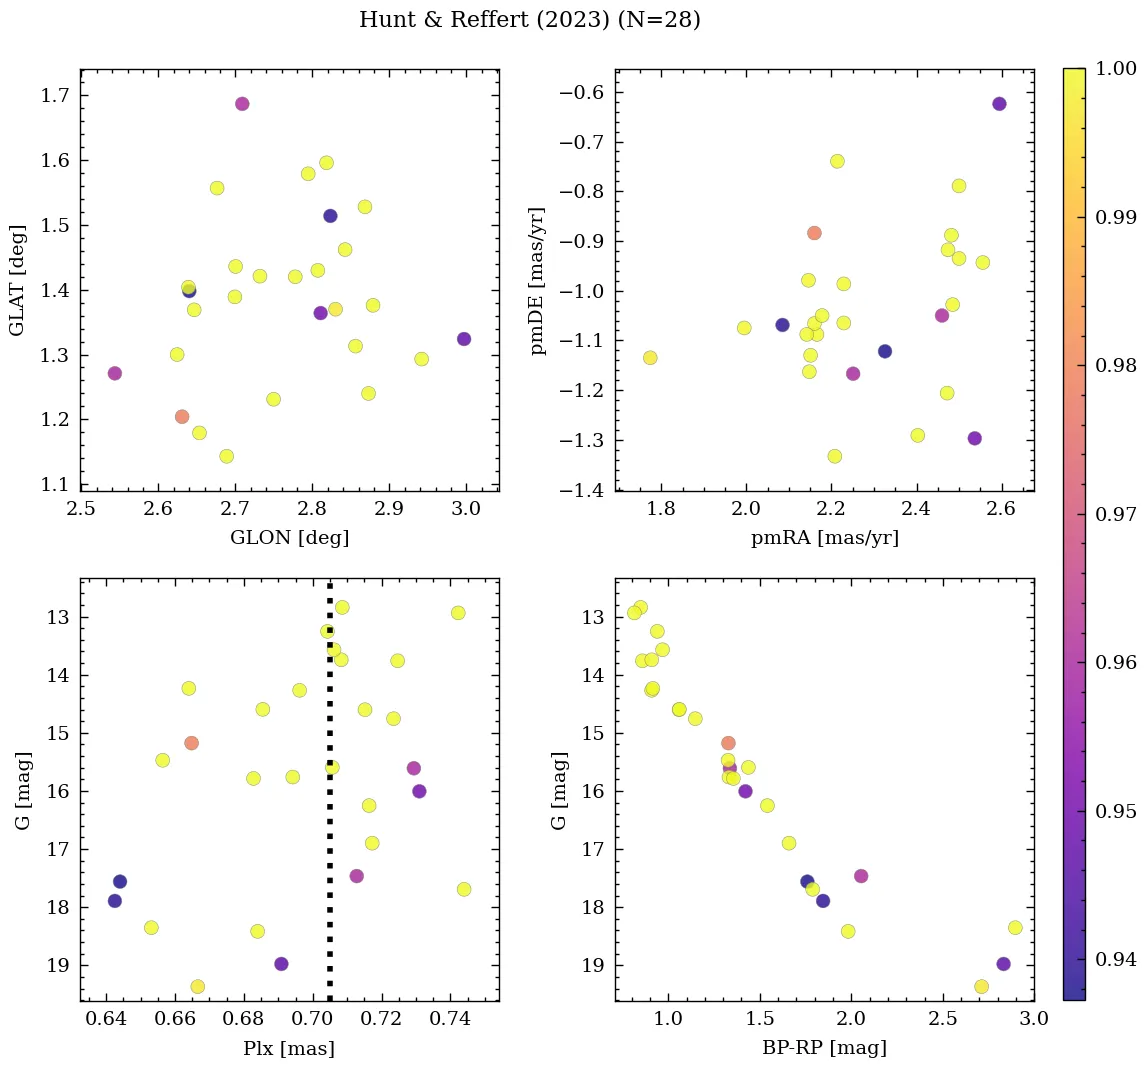 Hunt & Reffert (2023) (N=28)
1.7
1.6
1.5
1.4
1.3
1.2
1.1
GLAT [deg]
2.5 2.6 2.7 2.8 2.9 3.0
GLON [deg]
−0.6
−0.7
−0.8
−0.9
−1.0
−1.1
−1.2
−1.3
−1.4
pmDE [mas/yr]
1.8 2.0 2.2 2.4 2.6
pmRA [mas/yr]
13
14
15
16
17
18
19
G [mag]
0.64 0.66 0.68 0.70 0.72 0.74
Plx [mas]
13
14
15
16
17
18
19
G [mag]
1.0 1.5 2.0 2.5 3.0
BP-RP [mag]
1.00
0.99
0.98
0.97
0.96
0.95
0.94